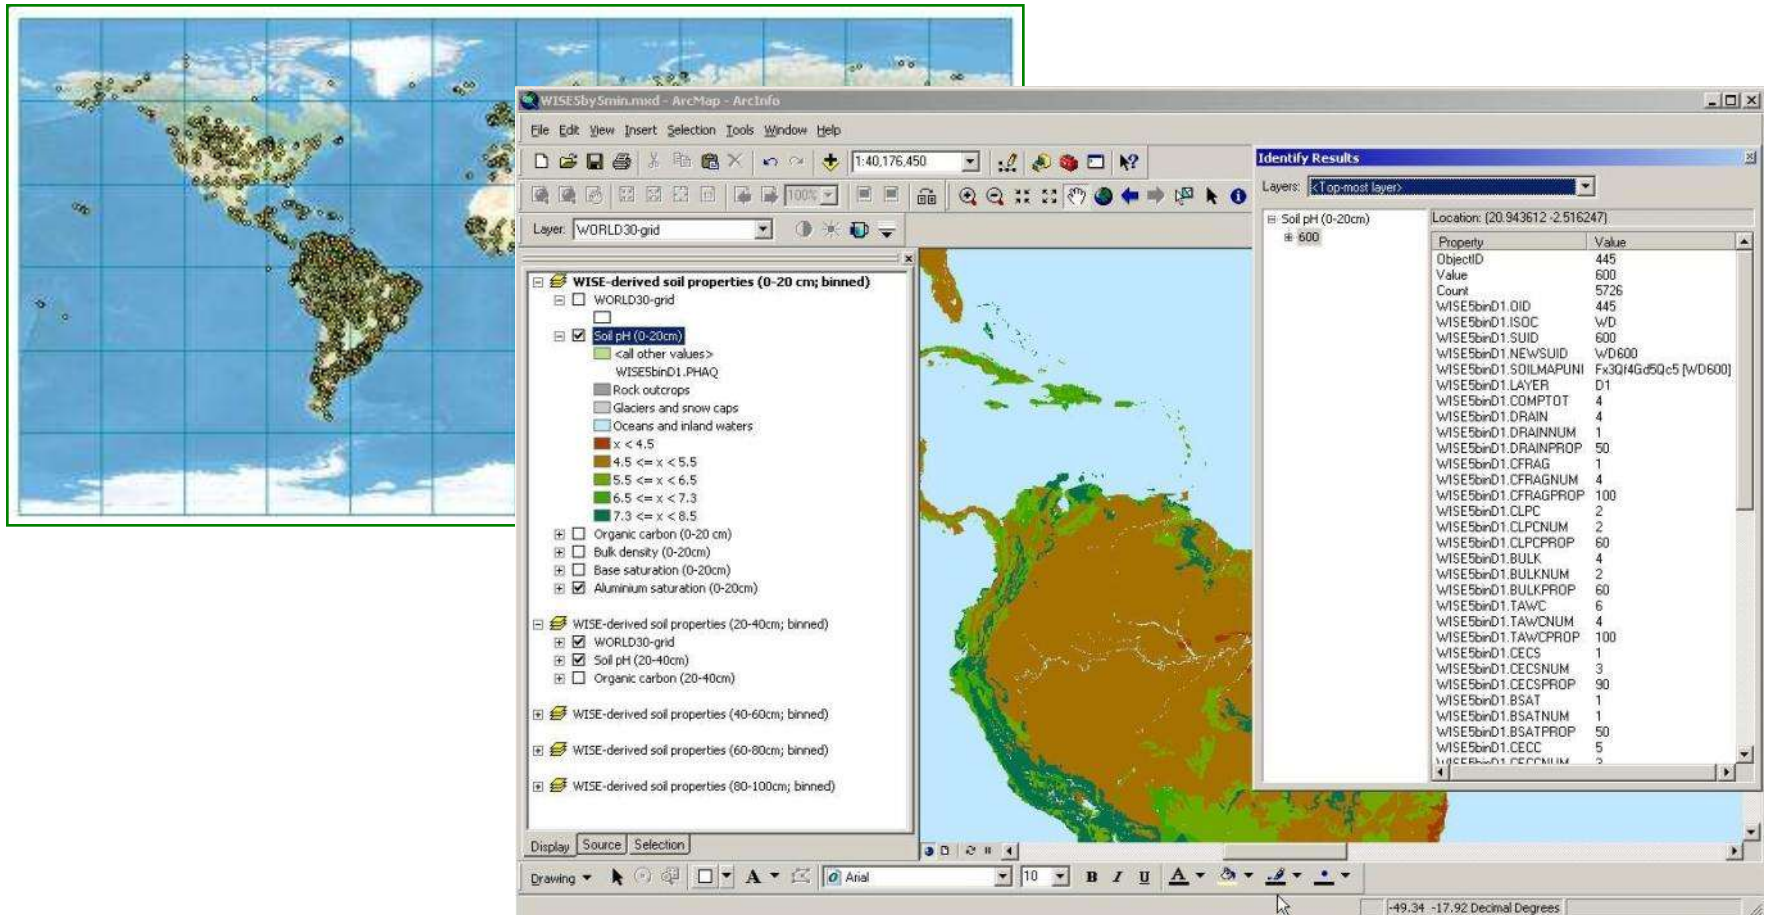 WISE5by5min.mxd - ArcMap - ArcInfo
File Edit View Insert Selection Tools Window Help
1:40,176,450
100%
Layer: WORLD30-grid
WISE-derived soil properties (0-20 cm; binned)
WORLD30-grid
Soil pH (0-20cm)
<all other values>
WISE5binD1.PHAQ
Rock outcrops
Glaciers and snow caps
Oceans and inland waters
x < 4.5
4.5 <= x < 5.5
5.5 <= x < 6.5
6.5 <= x < 7.3
7.3 <= x < 8.5
Organic carbon (0-20 cm)
Bulk density (0-20cm)
Base saturation (0-20cm)
Aluminium saturation (0-20cm)
WISE-derived soil properties (20-40cm; binned)
WORLD30-grid
Soil pH (20-40cm)
Organic carbon (20-40cm)
WISE-derived soil properties (40-60cm; binned)
WISE-derived soil properties (60-80cm; binned)
WISE-derived soil properties (80-100cm; binned)
Display Source Selection
Identify Results
Layers: <Top-most layer>
Soil pH (0-20cm)
600
Location: (20.943612 -2.516247)
Property Value
ObjectID 445
Value 600
Count 5726
WISE5binD1.OID 445
WISE5binD1.ISOC WD
WISE5binD1.SUID 600
WISE5binD1.NEWSUID WD600
WISE5binD1.SOILMAPUNI Fx3Qf4Gd5Qc5 [WD600]
WISE5binD1.LAYER D1
WISE5binD1.COMPTOT 4
WISE5binD1.DRAIN 4
WISE5binD1.DRAINNUM 1
WISE5binD1.DRAINPROP 50
WISE5binD1.CFRAG 1
WISE5binD1.CFRAGNUM 4
WISE5binD1.CFRAGPROP 100
WISE5binD1.CLPC 2
WISE5binD1.CLPCNUM 2
WISE5binD1.CLPCPROP 60
WISE5binD1.BULK 4
WISE5binD1.BULKNUM 2
WISE5binD1.BULKPROP 60
WISE5binD1.TAWC 6
WISE5binD1.TAWCNUM 4
WISE5binD1.TAWCPROP 100
WISE5binD1.CECS 1
WISE5binD1.CECSNUM 3
WISE5binD1.CECSPROP 90
WISE5binD1.BSAT 1
WISE5binD1.BSATNUM 1
WISE5binD1.BSATPROP 50
WISE5binD1.CECC 5
Drawing A Arial 10 B I U A
-49.34 -17.92 Decimal Degrees